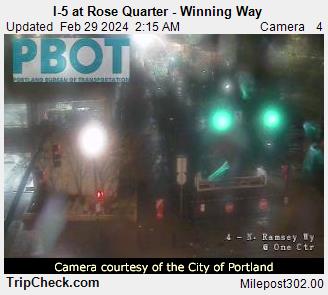 I-5 at Rose Quarter - Winning Way
Updated Feb 29 2024 2:15 AM Camera 4
PBOT
PORTLAND BUREAU OF TRANSPORTATION
4 - N. Ramsey Wy
@ One Ctr
Camera courtesy of the City of Portland
TripCheck.com Milepost302.00